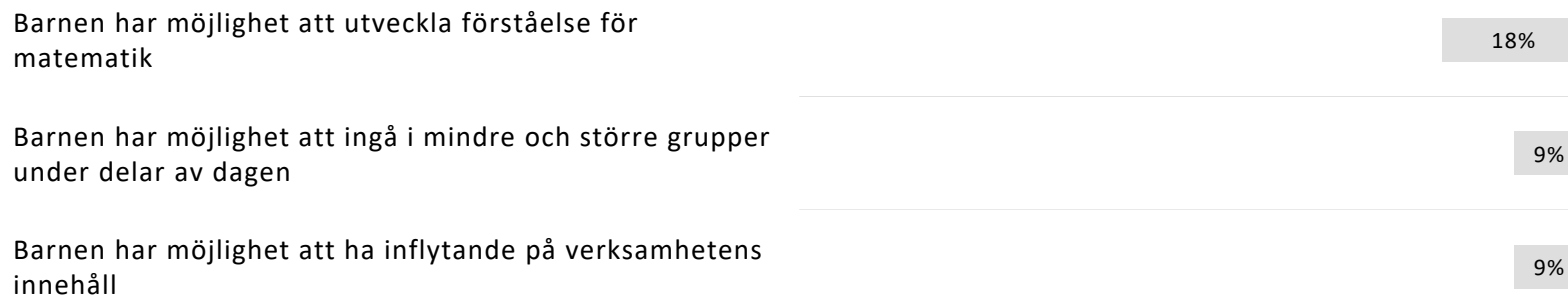 Barnen har möjlighet att utveckla förståelse för
matematik
18%
Barnen har möjlighet att ingå i mindre och större grupper
under delar av dagen
9%
Barnen har möjlighet att ha inflytande på verksamhetens
innehåll
9%